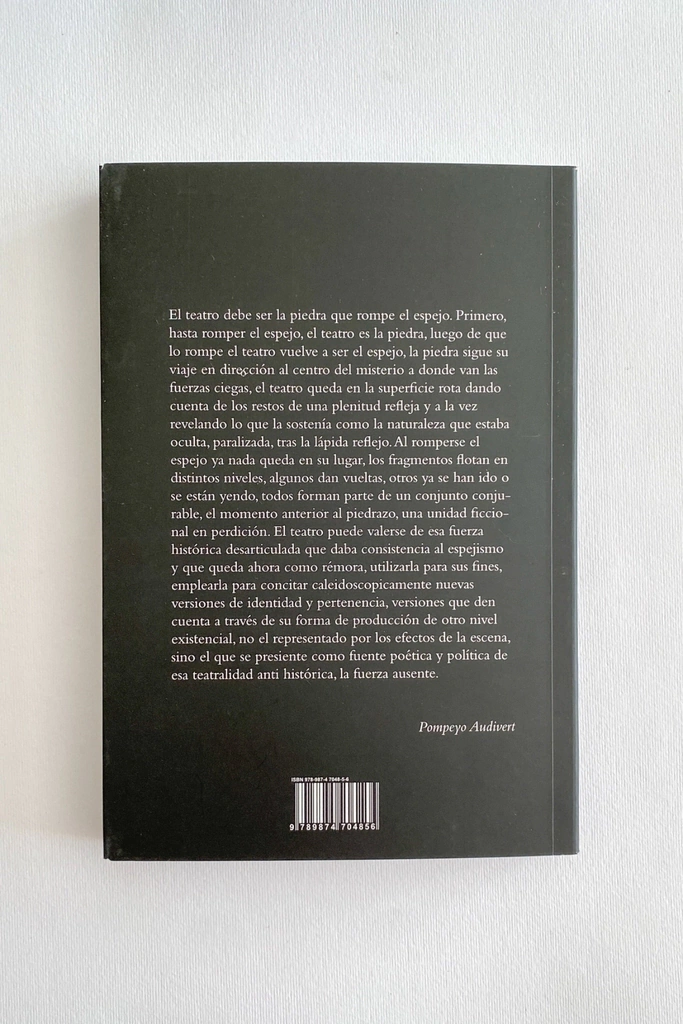 El teatro debe ser la piedra que rompe el espejo. Primero,
hasta romper el espejo, el teatro es la piedra, luego de que
lo rompe el teatro vuelve a ser el espejo, la piedra sigue su
viaje en dirección al centro del misterio a donde van las
fuerzas ciegas, el teatro queda en la superficie rota dando
cuenta de los restos de una plenitud refleja y a la vez
revelando lo que la sostenía como la naturaleza que estaba
oculta, paralizada, tras la lápida reflejo. Al romperse el
espejo ya nada queda en su lugar, los fragmentos flotan en
distintos niveles, algunos dan vueltas, otros ya se han ido o
se están yendo, todos forman parte de un conjunto conju-
rable, el momento anterior al piedrazo, una unidad ficcio-
nal en perdición. El teatro puede valerse de esa fuerza
histórica desarticulada que daba consistencia al espejismo
y que queda ahora como rémora, utilizarla para sus fines,
emplearla para concitar caleidoscopicamente nuevas
versiones de identidad y pertenencia, versiones que den
cuenta a través de su forma de producción de otro nivel
existencial, no el representado por los efectos de la escena,
sino el que se presiente como fuente poética y política de
esa teatralidad anti histórica, la fuerza ausente.
Pompeyo Audivert
ISBN 978-987-4 7048-5-6
9 789874 704856